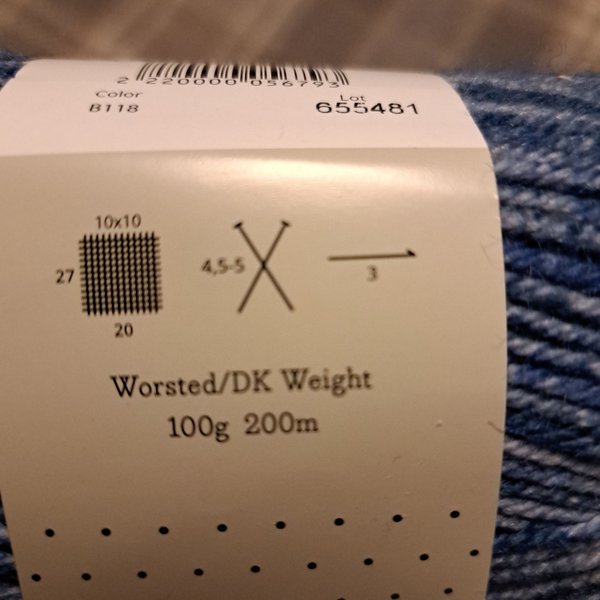 2 220000 056793
Color
B118
Lot
655481
10x10
27
20
4,5-5
3
Worsted/DK Weight
100g 200m